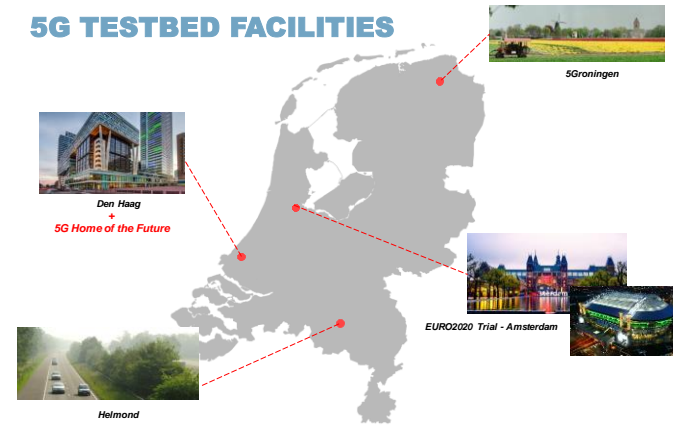 5G TESTBED FACILITIES
5Groningen
Den Haag
+
5G Home of the Future
EURO2020 Trial - Amsterdam
Helmond